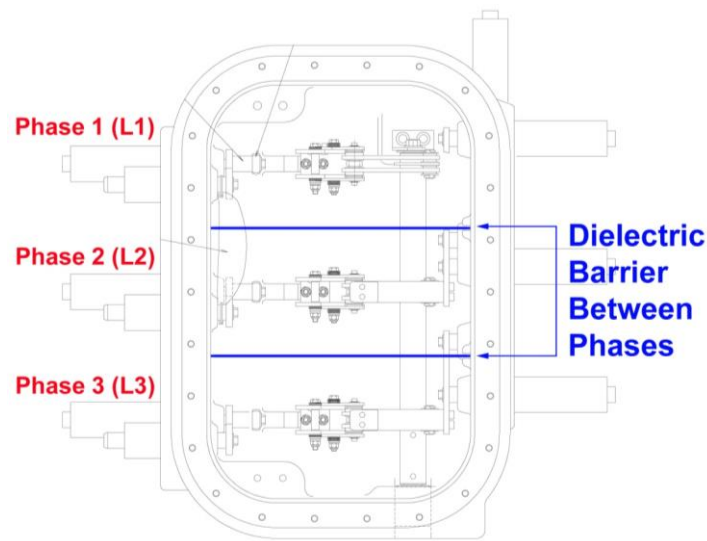 Phase 1 (L1)
Phase 2 (L2)
Dielectric
Barrier
Between
Phases
Phase 3 (L3)